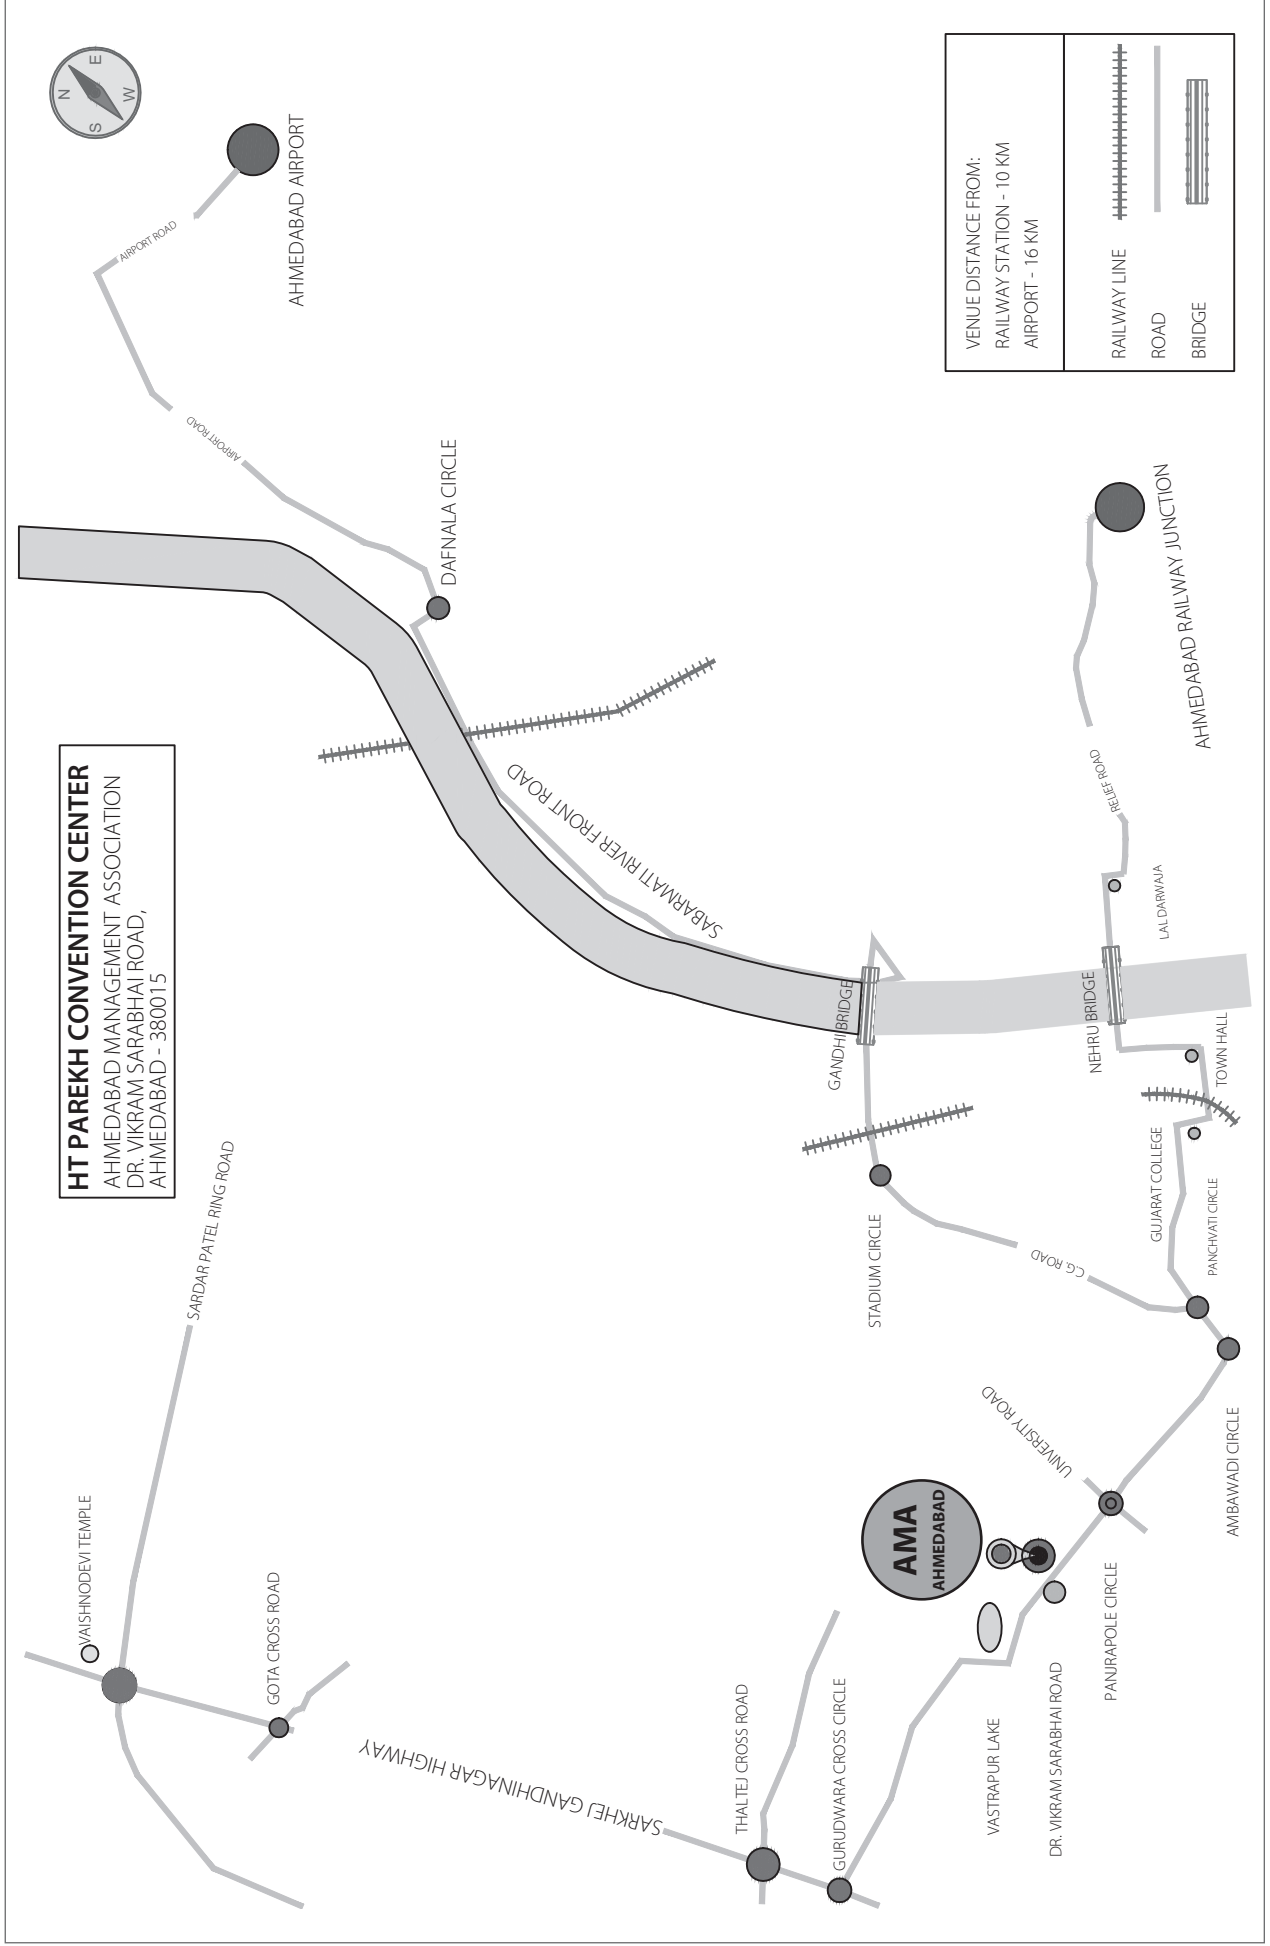 HT PAREKH CONVENTION CENTER
AHMEDABAD MANAGEMENT ASSOCIATION
DR. VIKRAM SARABHAI ROAD,
AHMEDABAD - 380015
N
E
S
W
AHMEDABAD AIRPORT
AIRPORT ROAD
AIRPORT ROAD
DAFNALA CIRCLE
SABARMATI RIVER FRONT ROAD
VENUE DISTANCE FROM:
RAILWAY STATION - 10 KM
AIRPORT - 16 KM
RAILWAY LINE
ROAD
BRIDGE
AHMEDABAD RAILWAY JUNCTION
RELIEF ROAD
LAL DARWAJA
NEHRU BRIDGE
TOWN HALL
GANDHI BRIDGE
GUJARAT COLLEGE
PANCHVATI CIRCLE
STADIUM CIRCLE
C.G. ROAD
AMBAWADI CIRCLE
UNIVERSITY ROAD
PANJRAPOLE CIRCLE
AMA
AHMEDABAD
DR. VIKRAM SARABHAI ROAD
VASTRAPUR LAKE
GURUDWARA CROSS CIRCLE
THALTEJ CROSS ROAD
SARKHEJ GANDHINAGAR HIGHWAY
GOTA CROSS ROAD
VAISHNODEVI TEMPLE
SARDAR PATEL RING ROAD